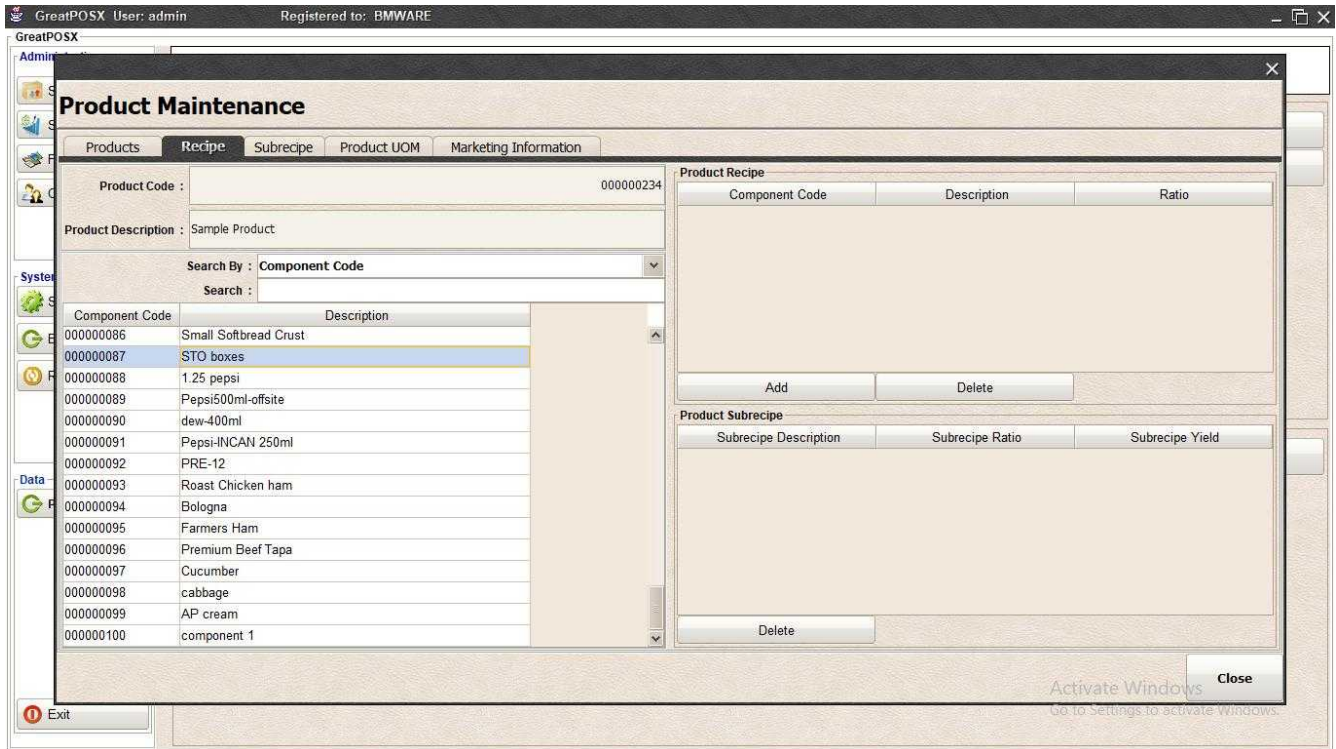 GreatPOSX User: admin Registered to: BMWARE
GreatPOSX
Product Maintenance
Products Recipe Subrecipe Product UOM Marketing Information
Product Code : 000000234
Product Description : Sample Product
Search By : Component Code
Search :
Component Code Description
000000086 Small Softbread Crust
000000087 STO boxes
000000088 1.25 pepsi
000000089 Pepsi500ml-offsite
000000090 dew-400ml
000000091 Pepsi-INCAN 250ml
000000092 PRE-12
000000093 Roast Chicken ham
000000094 Bologna
000000095 Farmers Ham
000000096 Premium Beef Tapa
000000097 Cucumber
000000098 cabbage
000000099 AP cream
000000100 component 1
Product Recipe
Component Code Description Ratio
Add Delete
Product Subrecipe
Subrecipe Description Subrecipe Ratio Subrecipe Yield
Delete
Close
Data
Exit
Activate Windows
Go to Settings to activate Windows.